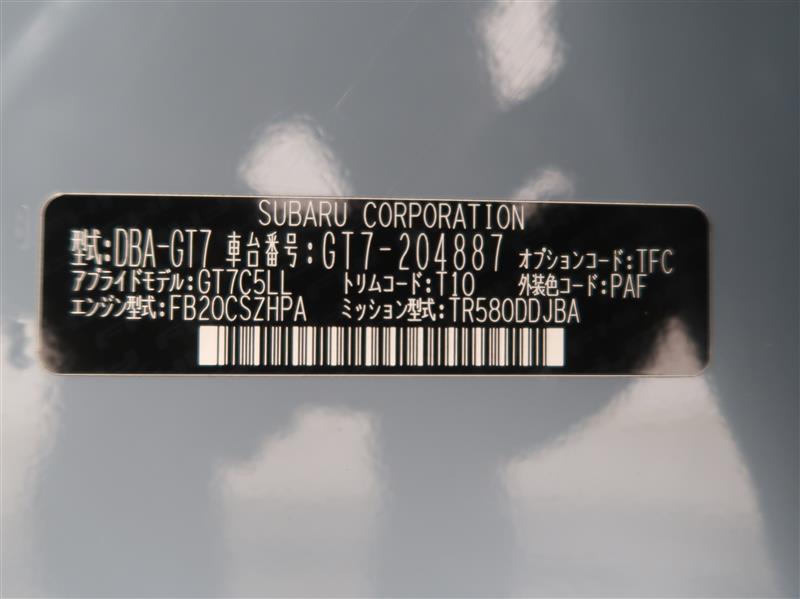 SUBARU CORPORATION
型式:DBA-GT7 車台番号:GT7-204887 オプションコード:TFC
アプライドモデル:GT7C5LL トリムコード:T10 外装色コード:PAF
エンジン型式:FB20CSZHPA ミッション型式:TR580DDJBA